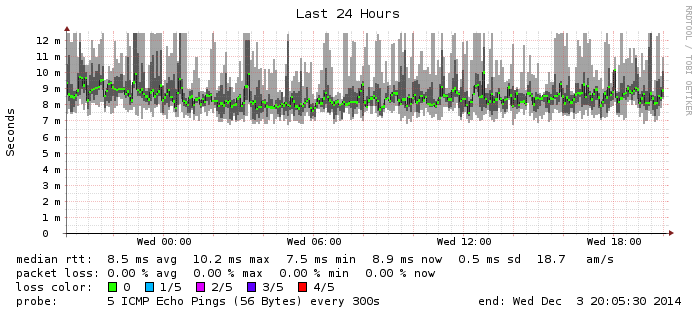 Last 24 Hours
RRDTOOL / TOBI OETIKER
Seconds
12 m
11 m
10 m
9 m
8 m
7 m
6 m
5 m
4 m
3 m
2 m
1 m
0
Wed 00:00 Wed 06:00 Wed 12:00 Wed 18:00
median rtt: 8.5 ms avg 10.2 ms max 7.5 ms min 8.9 ms now 0.5 ms sd 18.7 am/s
packet loss: 0.00 % avg 0.00 % max 0.00 % min 0.00 % now
loss color: 0 1/5 2/5 3/5 4/5
probe: 5 ICMP Echo Pings (56 Bytes) every 300s end: Wed Dec 3 20:05:30 2014